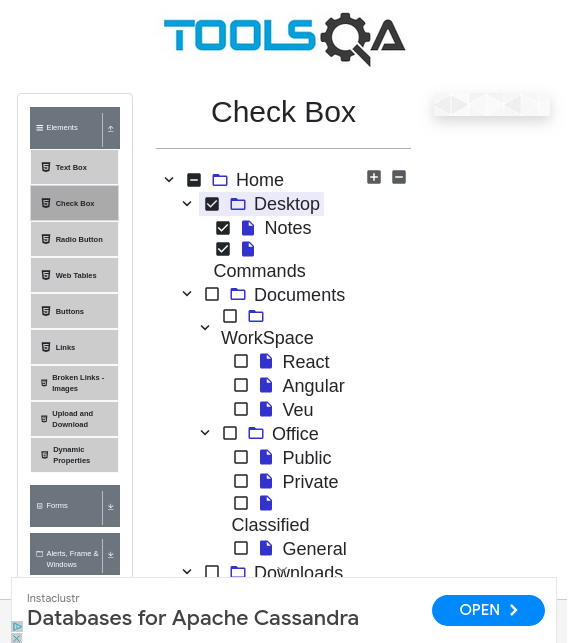 TOOLSQA
Elements
Text Box
Check Box
Radio Button
Web Tables
Buttons
Links
Broken Links -
Images
Upload and
Download
Dynamic
Properties
Forms
Alerts, Frame &
Windows
Check Box
Home
Desktop
Notes
Commands
Documents
WorkSpace
React
Angular
Veu
Office
Public
Private
Classified
General
Downloads
Instaclustr
Databases for Apache Cassandra
OPEN